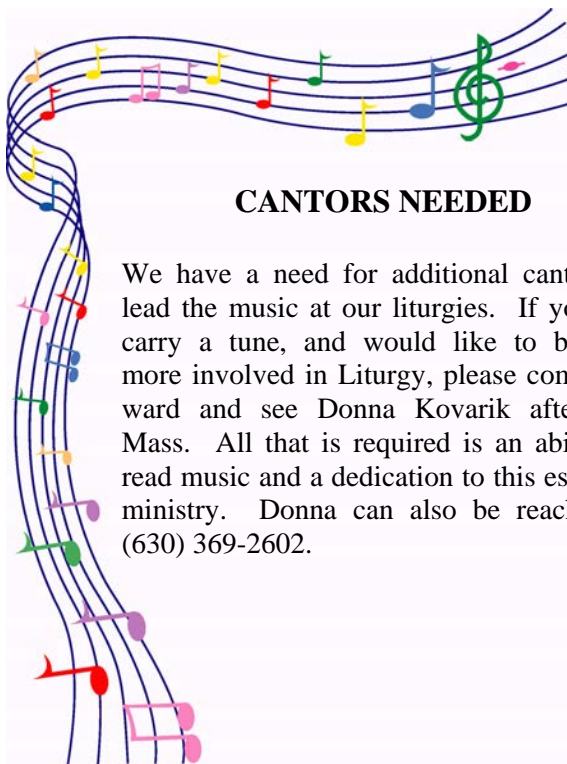 CANTORS NEEDED
We have a need for additional cant
lead the music at our liturgies. If yo
carry a tune, and would like to b
more involved in Liturgy, please com
ward and see Donna Kovarik afte
Mass. All that is required is an abi
read music and a dedication to this es
ministry. Donna can also be reach
(630) 369-2602.